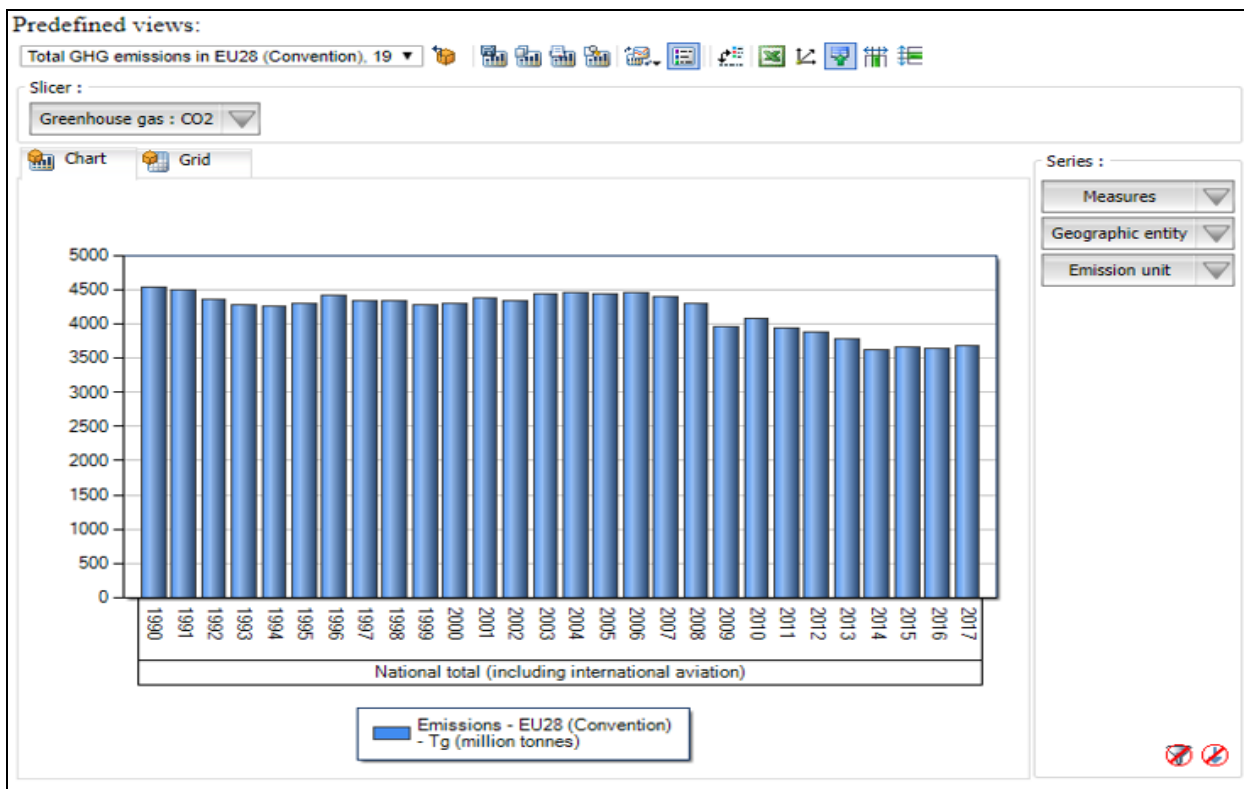 Predefined views:
Total GHG emissions in EU28 (Convention), 19
Slicer :
Greenhouse gas : CO2
Chart
Grid
Series :
Measures
Geographic entity
Emission unit
5000
4500
4000
3500
3000
2500
2000
1500
1000
500
0
1990 1991 1992 1993 1994 1995 1996 1997 1998 1999 2000 2001 2002 2003 2004 2005 2006 2007 2008 2009 2010 2011 2012 2013 2014 2015 2016 2017
National total (including international aviation)
Emissions - EU28 (Convention)
- Tg (million tonnes)